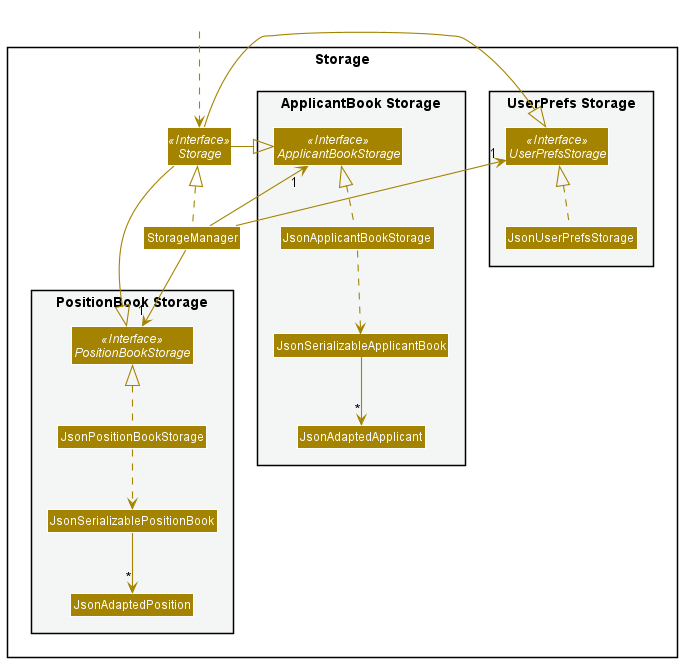 Storage
ApplicantBook Storage
UserPrefs Storage
«Interface»
Storage
«Interface»
ApplicantBookStorage
«Interface»
UserPrefsStorage
1
1
StorageManager
JsonApplicantBookStorage
JsonUserPrefsStorage
PositionBook Storage
1
«Interface»
PositionBookStorage
JsonSerializableApplicantBook
*
JsonPositionBookStorage
JsonAdaptedApplicant
JsonSerializablePositionBook
*
JsonAdaptedPosition